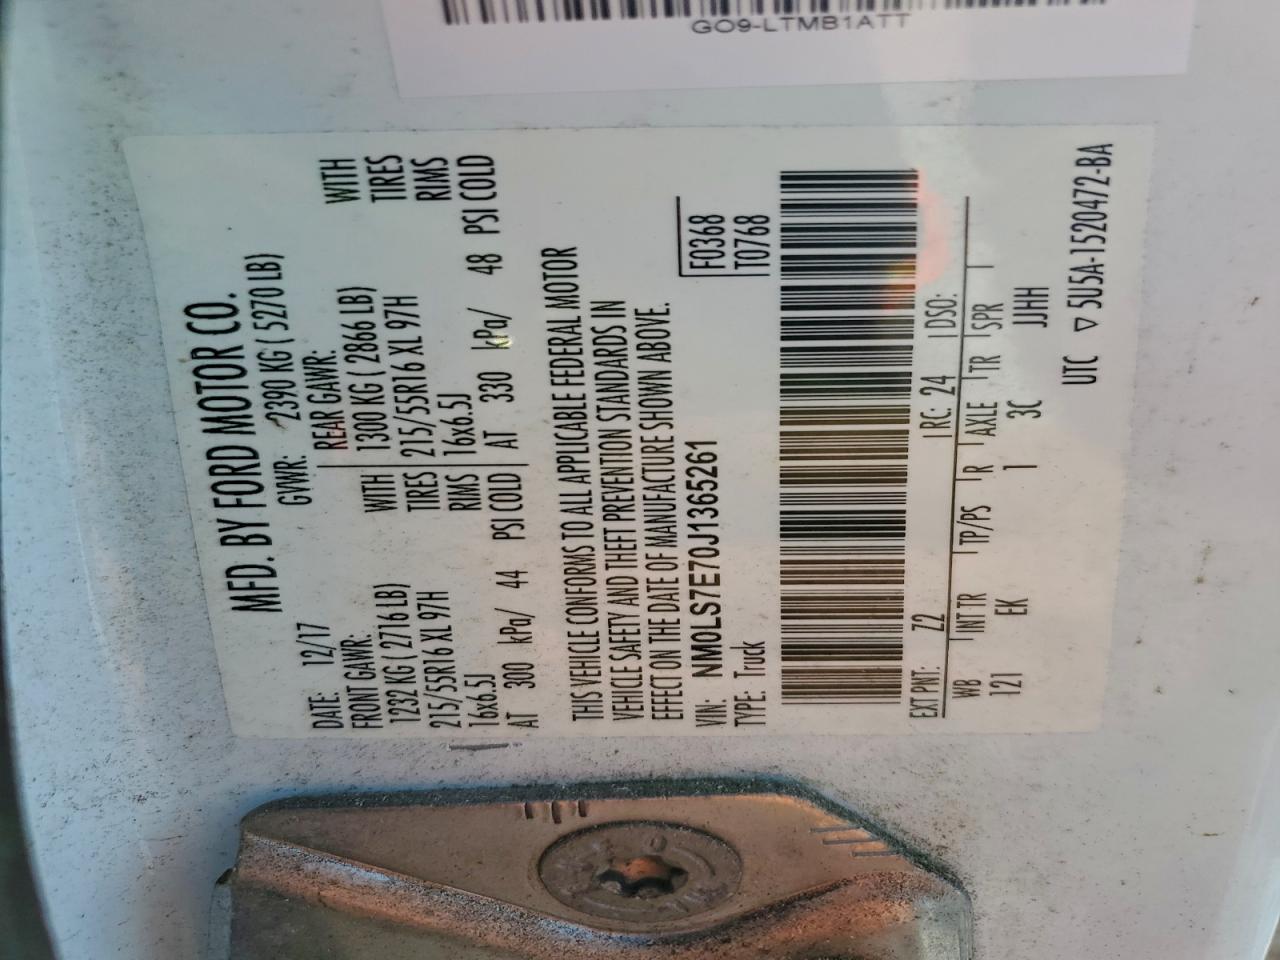 GO9-LTMB1ATT
MFD. BY FORD MOTOR CO.
DATE: 12/17 GVWR: 2390 KG ( 5270 LB)
FRONT GAWR: REAR GAWR:
1232 KG ( 2716 LB) WITH 1300 KG ( 2866 LB) WITH
215/55R16 XL 97H TIRES 215/55R16 XL 97H TIRES
16x6.5J RIMS 16x6.5J RIMS
AT 300 kPa/ 44 PSI COLD AT 330 kPa/ 48 PSI COLD
THIS VEHICLE CONFORMS TO ALL APPLICABLE FEDERAL MOTOR
VEHICLE SAFETY AND THEFT PREVENTION STANDARDS IN
EFFECT ON THE DATE OF MANUFACTURE SHOWN ABOVE.
VIN: NM0LS7E70J1365261 F0368
TYPE: Truck T0768
EXT PNT: Z2 RC: 24 DSO:
WB INT TR TP/PS R AXLE TR SPR
121 EK 1 3C JJHH
UTC ▽ 5U5A-1520472-BA